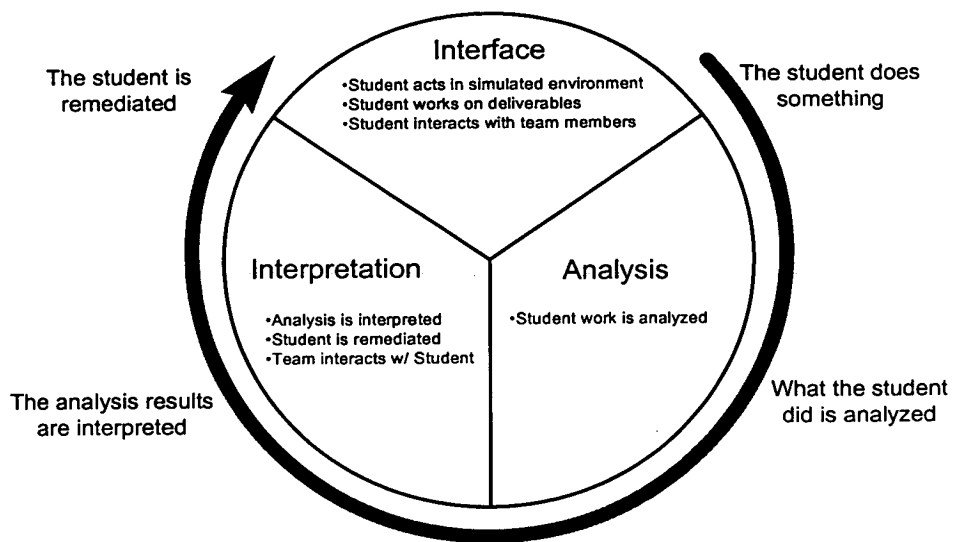 Interface
•Student acts in simulated environment
•Student works on deliverables
•Student interacts with team members
The student does
something
Analysis
•Student work is analyzed
What the student
did is analyzed
Interpretation
•Analysis is interpreted
•Student is remediated
•Team interacts w/ Student
The analysis results
are interpreted
The student is
remediated